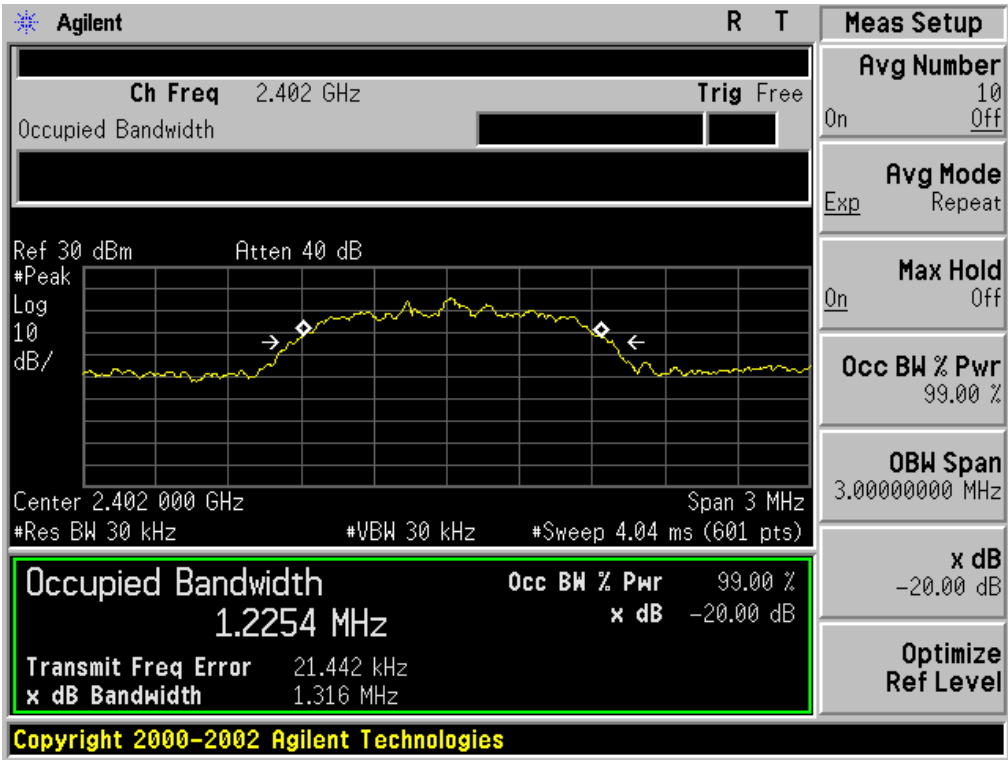 Agilent R T
Ch Freq 2.402 GHz Trig Free
Occupied Bandwidth
Ref 30 dBm Atten 40 dB
#Peak
Log
10
dB/
Center 2.402 000 GHz Span 3 MHz
#Res BW 30 kHz #VBW 30 kHz #Sweep 4.04 ms (601 pts)
Occupied Bandwidth Occ BW % Pwr 99.00 %
1.2254 MHz x dB -20.00 dB
Transmit Freq Error 21.442 kHz
x dB Bandwidth 1.316 MHz
Copyright 2000-2002 Agilent Technologies
Meas Setup
Avg Number
10
On Off
Avg Mode
Exp Repeat
Max Hold
On Off
Occ BW % Pwr
99.00 %
OBW Span
3.00000000 MHz
x dB
-20.00 dB
Optimize
Ref Level